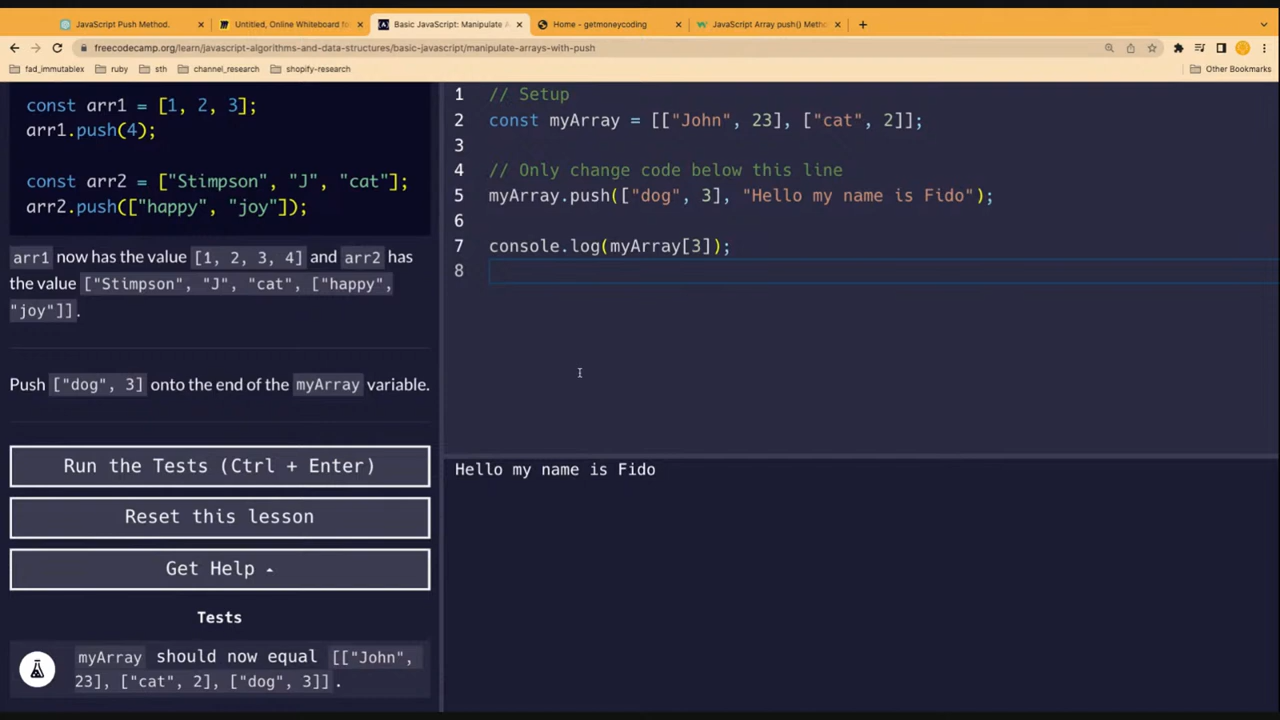 JavaScript Push Method.
Untitled, Online Whiteboard for
Basic JavaScript: Manipulate A
Home - getmoneycoding
JavaScript Array push() Meth
freecodecamp.org/learn/javascript-algorithms-and-data-structures/basic-javascript/manipulate-arrays-with-push
fad_immutablex
ruby
sth
channel_research
shopify-research
Other Bookmarks
const arr1 = [1, 2, 3];
arr1.push(4);
const arr2 = ["Stimpson", "J", "cat"];
arr2.push(["happy", "joy"]);
arr1 now has the value [1, 2, 3, 4] and arr2 has
the value ["Stimpson", "J", "cat", ["happy",
"joy"]].
Push ["dog", 3] onto the end of the myArray variable.
Run the Tests (Ctrl + Enter)
Reset this lesson
Get Help
Tests
myArray should now equal [["John",
23], ["cat", 2], ["dog", 3]].
1 // Setup
2 const myArray = [["John", 23], ["cat", 2]];
3
4 // Only change code below this line
5 myArray.push(["dog", 3], "Hello my name is Fido");
6
7 console.log(myArray[3]);
8
Hello my name is Fido